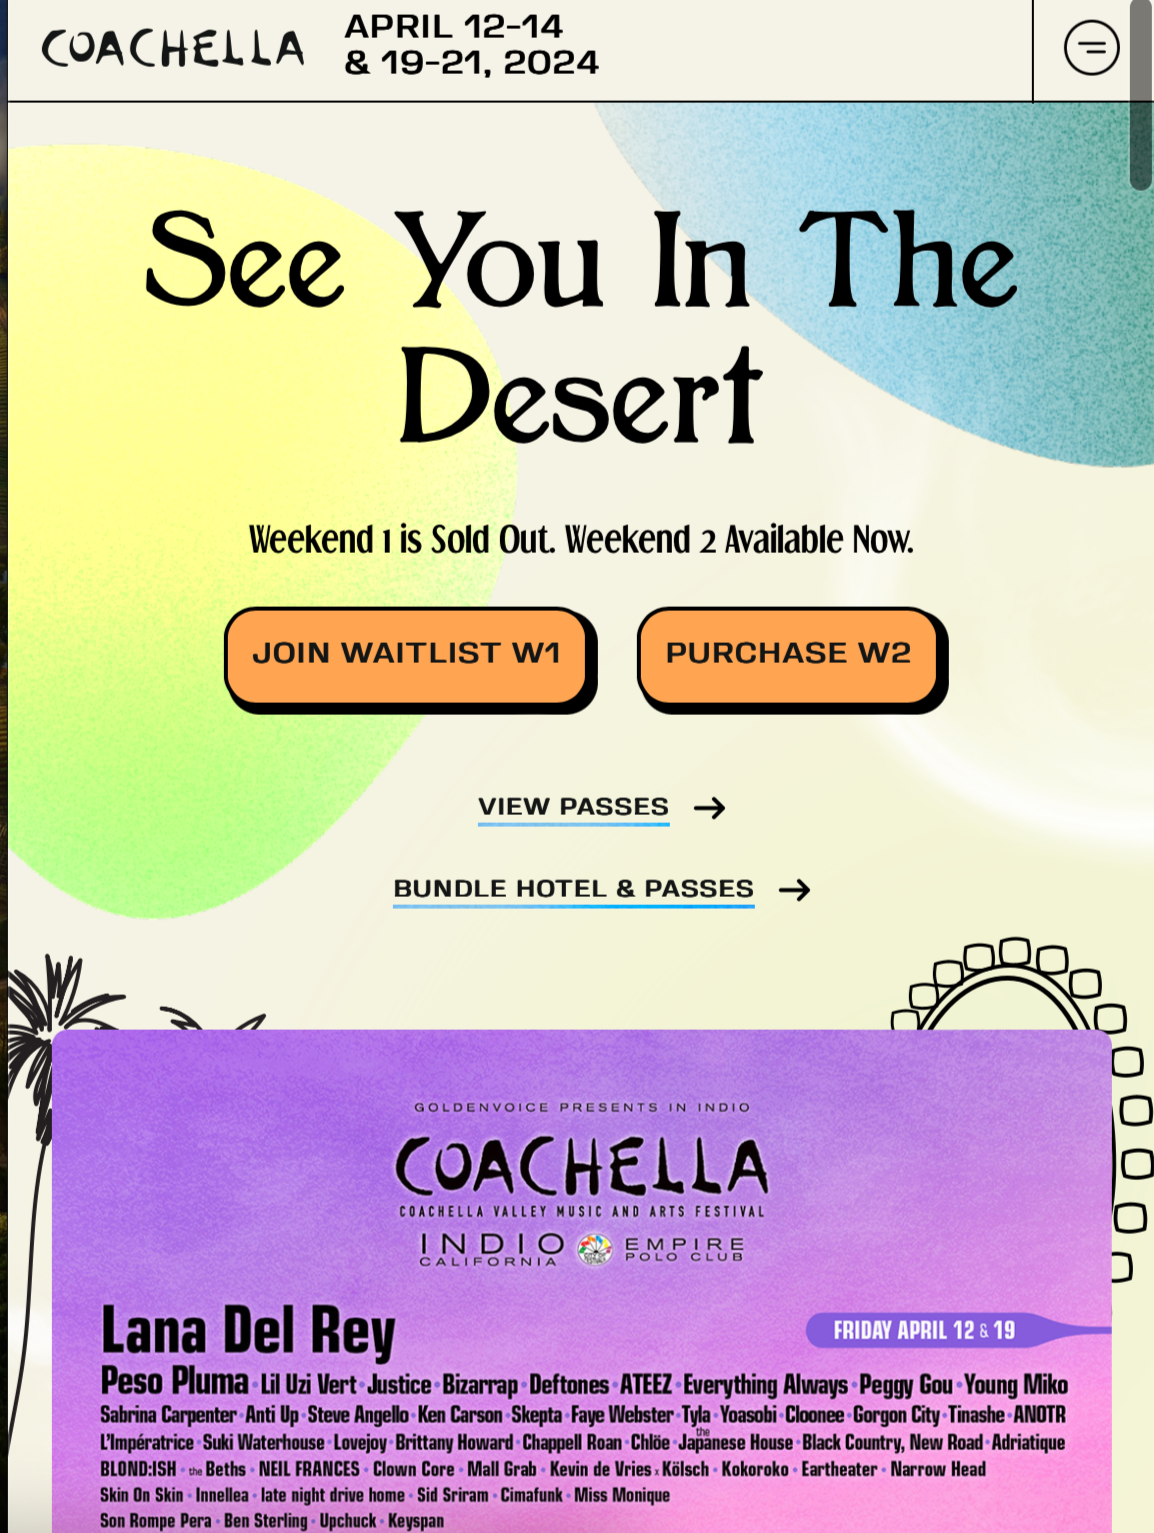 COACHELLA
APRIL 12-14
& 19-21, 2024
See You In The
Desert
Weekend 1 is Sold Out. Weekend 2 Available Now.
JOIN WAITLIST W1
PURCHASE W2
VIEW PASSES →
BUNDLE HOTEL & PASSES →
GOLDENVOICE PRESENTS IN INDIO
COACHELLA
COACHELLA VALLEY MUSIC AND ARTS FESTIVAL
INDIO
CALIFORNIA
EMPIRE
POLO CLUB
Lana Del Rey
FRIDAY APRIL 12 & 19
Peso Pluma • Lil Uzi Vert • Justice • Bizarrap • Deftones • ATEEZ • Everything Always • Peggy Gou • Young Miko
Sabrina Carpenter • Anti Up • Steve Angello • Ken Carson • Skepta • Faye Webster • Tyla • Yoasobi • Cloonee • Gorgon City • Tinashe • ANOTR
L'Impératrice • Suki Waterhouse • Lovejoy • Brittany Howard • Chappell Roan • Chlöe • the Japanese House • Black Country, New Road • Adriatique
BLOND:ISH • the Beths • NEIL FRANCES • Clown Core • Mall Grab • Kevin de Vries x Kölsch • Kokoroko • Eartheater • Narrow Head
Skin On Skin • Innellea • late night drive home • Sid Sriram • Cimafunk • Miss Monique
Son Rompe Pera • Ben Sterling • Upchuck • Keyspan